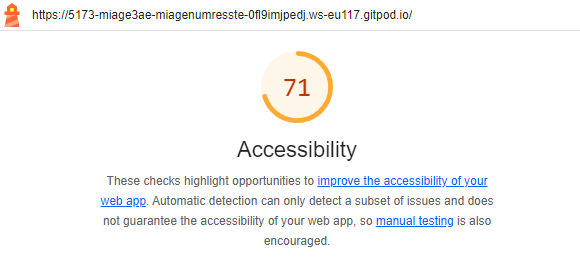 https://5173-miage3ae-miagenumresste-0fl9imjpedj.ws-eu117.gitpod.io/
71
Accessibility
These checks highlight opportunities to improve the accessibility of your
web app. Automatic detection can only detect a subset of issues and does
not guarantee the accessibility of your web app, so manual testing is also
encouraged.